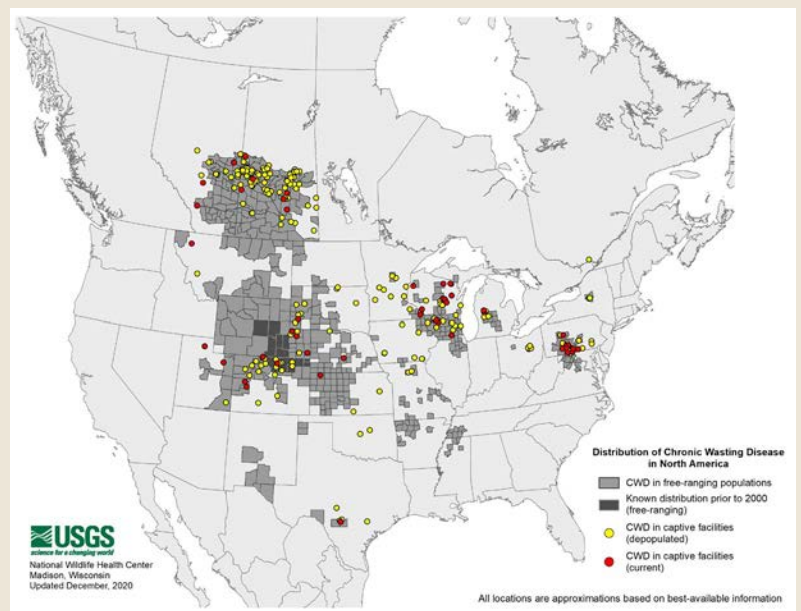 Distribution of Chronic Wasting Disease
in North America
CWD in free-ranging populations
Known distribution prior to 2000
(free-ranging)
CWD in captive facilities
(depopulated)
CWD in captive facilities
(current)
USGS
science for a changing world
National Wildlife Health Center
Madison, Wisconsin
Updated December, 2020
All locations are approximations based on best-available information